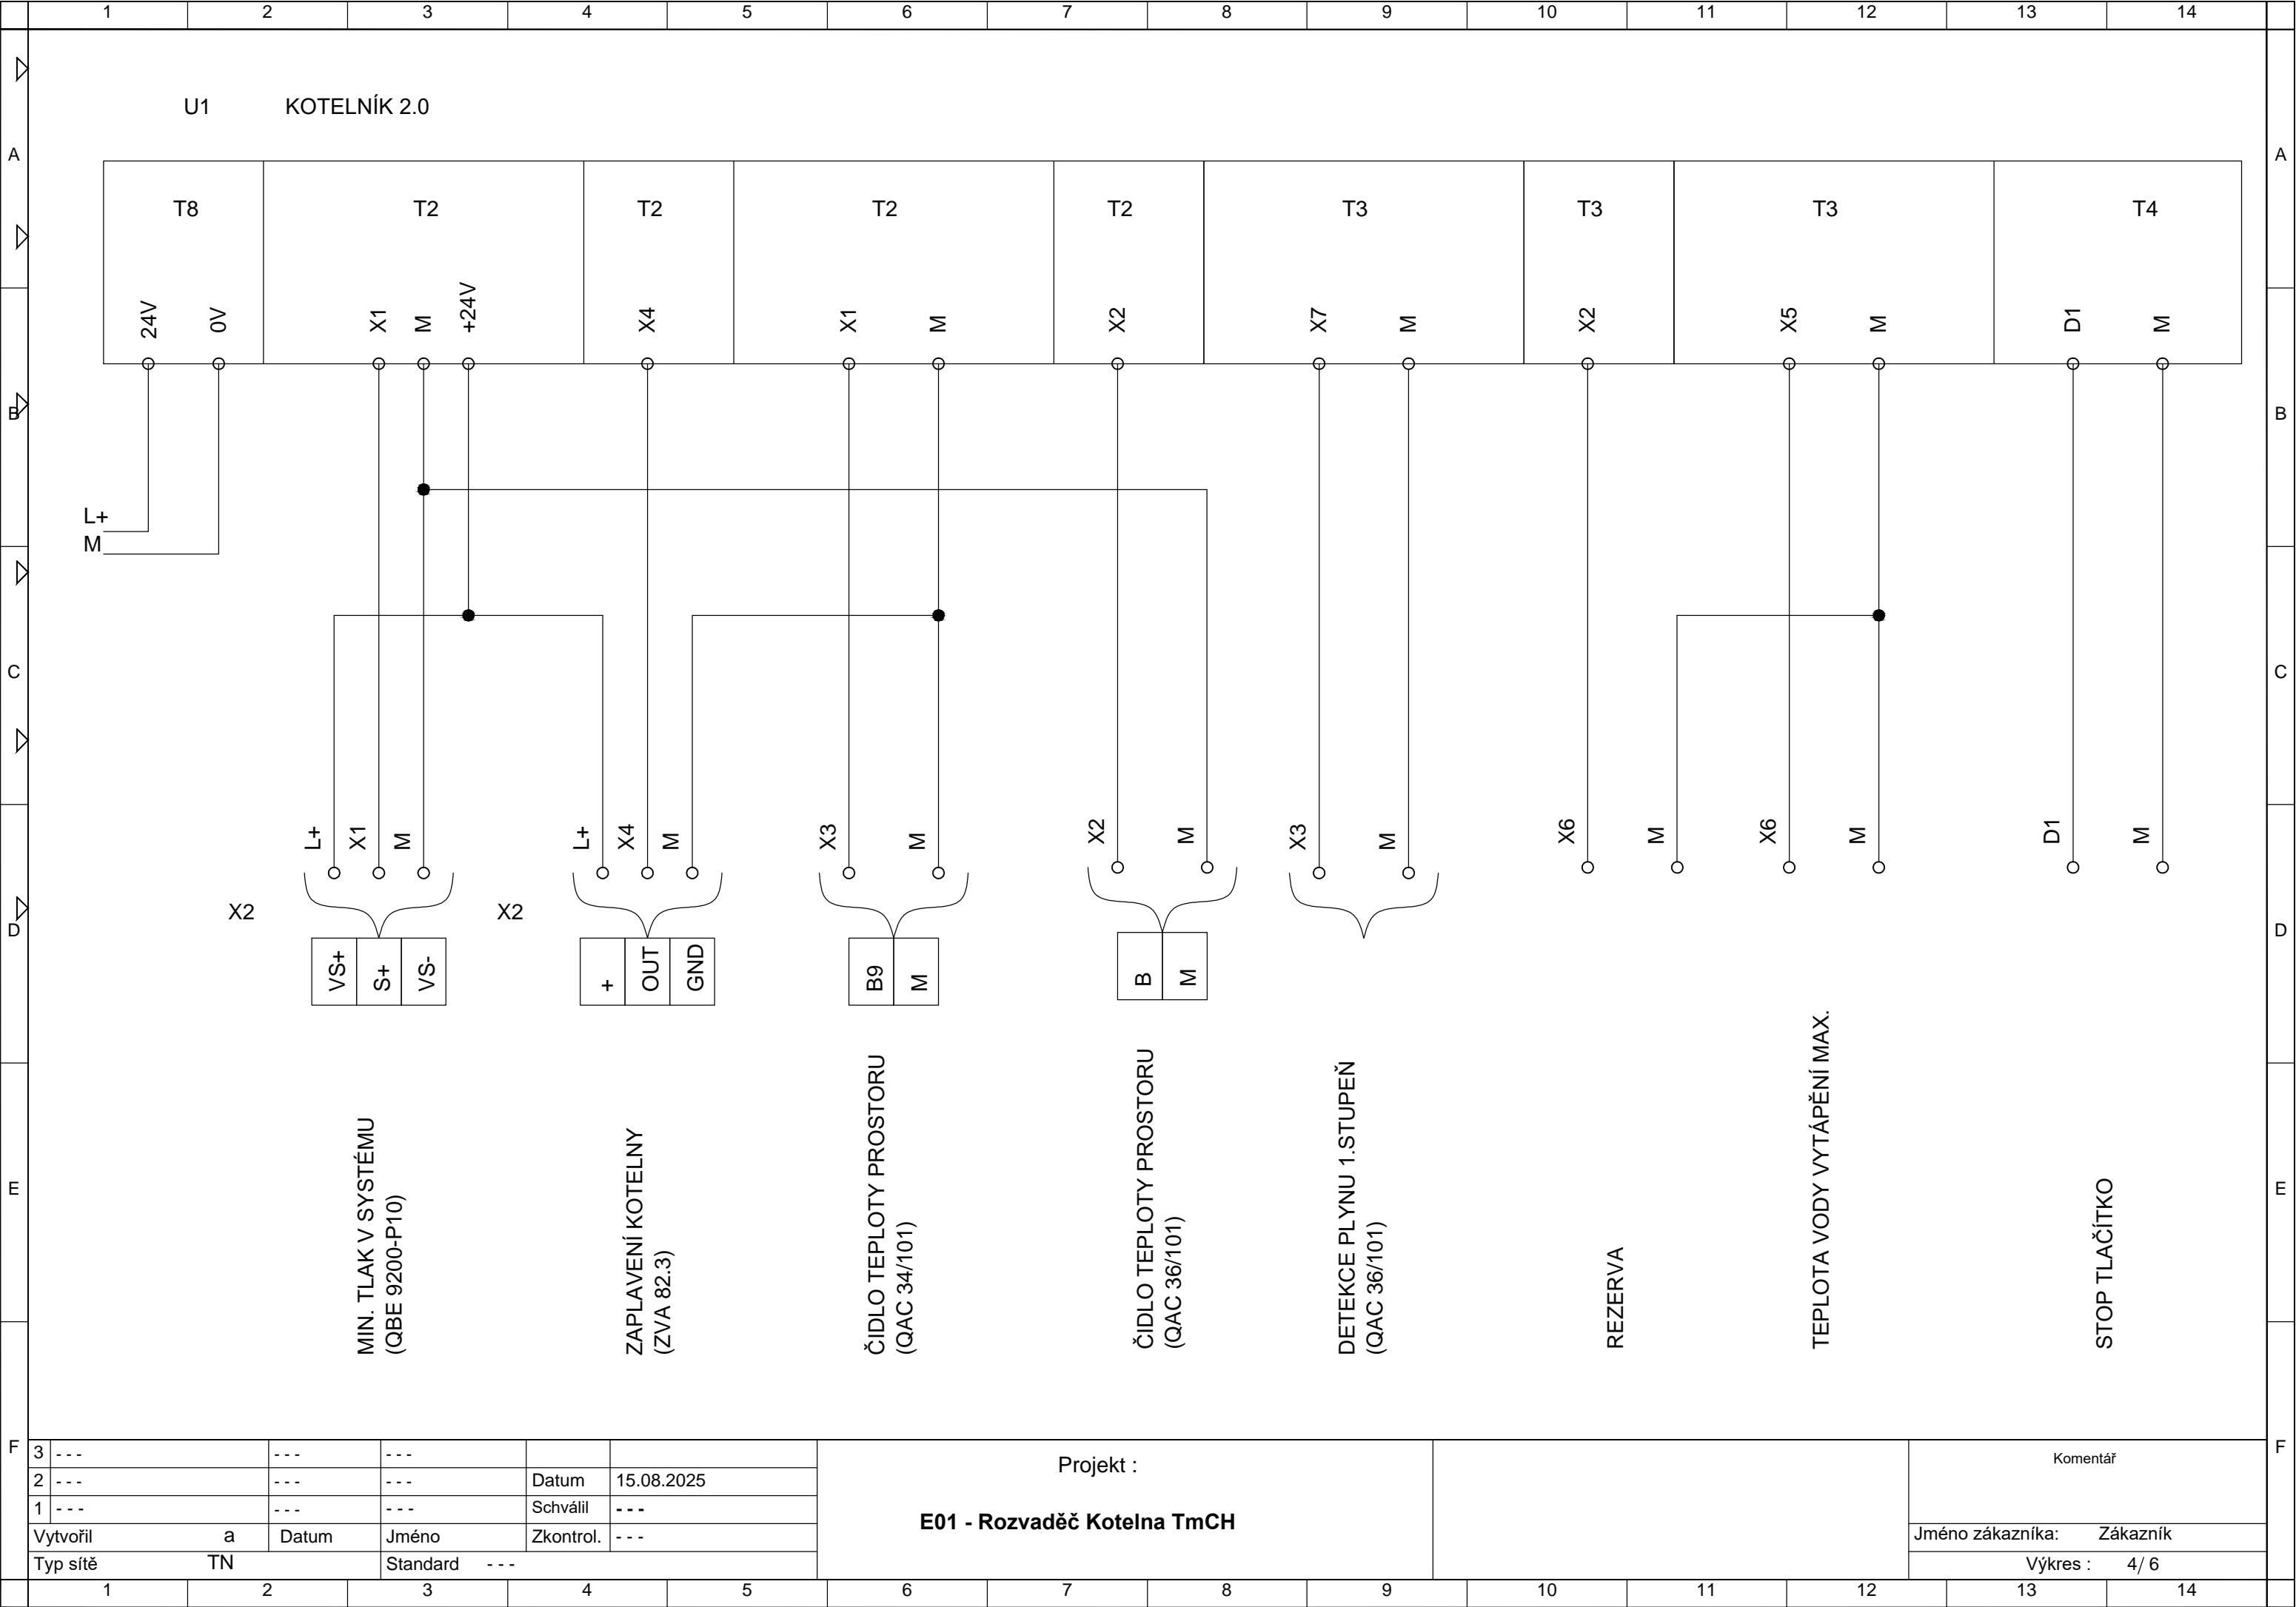 1 2 3 4 5 6 7 8 9 10 11 12 13 14
U1 KOTELNÍK 2.0
A A
T8 T2 T2 T2 T2 T3 T3 T3 T4
24V 0V X1 M +24V X4 X1 M X2 X7 M X2 X5 M D1 M
B B
L+
M
C C
L+ X1 M L+ X4 M X3 M X2 M X3 M X6 M X6 M D1 M
X2 X2
D D
VS+ S+ VS- + OUT GND B9 M B M
MIN. TLAK V SYSTÉMU
(QBE 9200-P10)
ZAPLAVENÍ KOTELNY
(ZVA 82.3)
ČIDLO TEPLOTY PROSTORU
(QAC 34/101)
ČIDLO TEPLOTY PROSTORU
(QAC 36/101)
DETEKCE PLYNU 1.STUPEŇ
(QAC 36/101)
REZERVA
TEPLOTA VODY VYTÁPĚNÍ MAX.
STOP TLAČÍTKO
E E
F F
3 - - - - - - - - -
2 - - - - - - - - - Datum 15.08.2025
1 - - - - - - - - - Schválil - - -
Vytvořil a Datum Jméno Zkontrol. - - -
Typ sítě TN Standard - - -
Projekt :
E01 - Rozvaděč Kotelna TmCH
Komentář
Jméno zákazníka: Zákazník
Výkres : 4/ 6
1 2 3 4 5 6 7 8 9 10 11 12 13 14